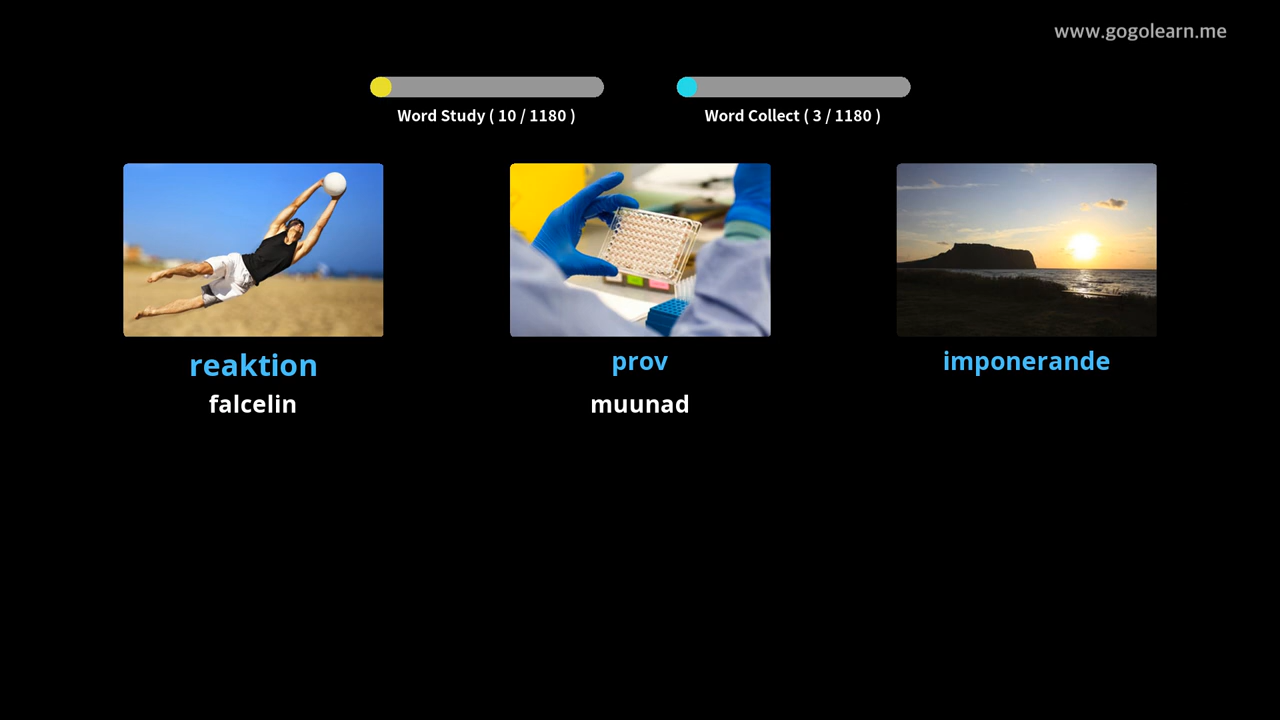 www.gogolearn.me
Word Study ( 10 / 1180 )
Word Collect ( 3 / 1180 )
reaktion
prov
imponerande
falcelin
muunad